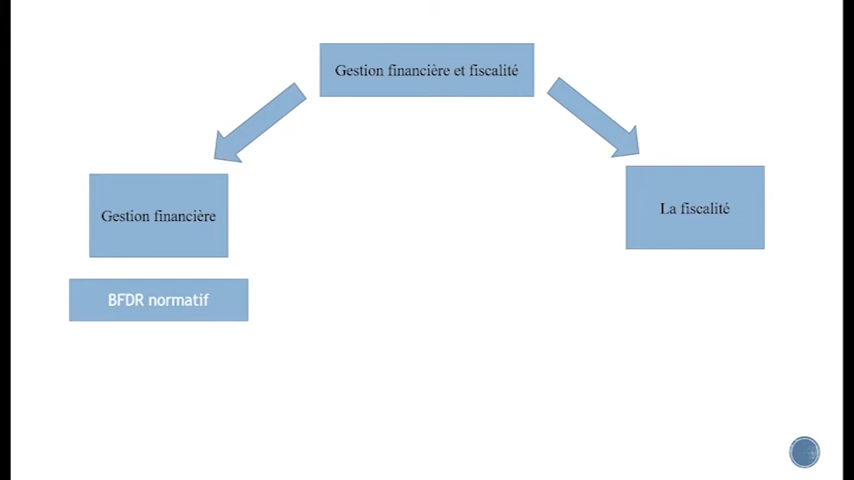 Gestion financière et fiscalité
Gestion financière
La fiscalité
BFDR normatif